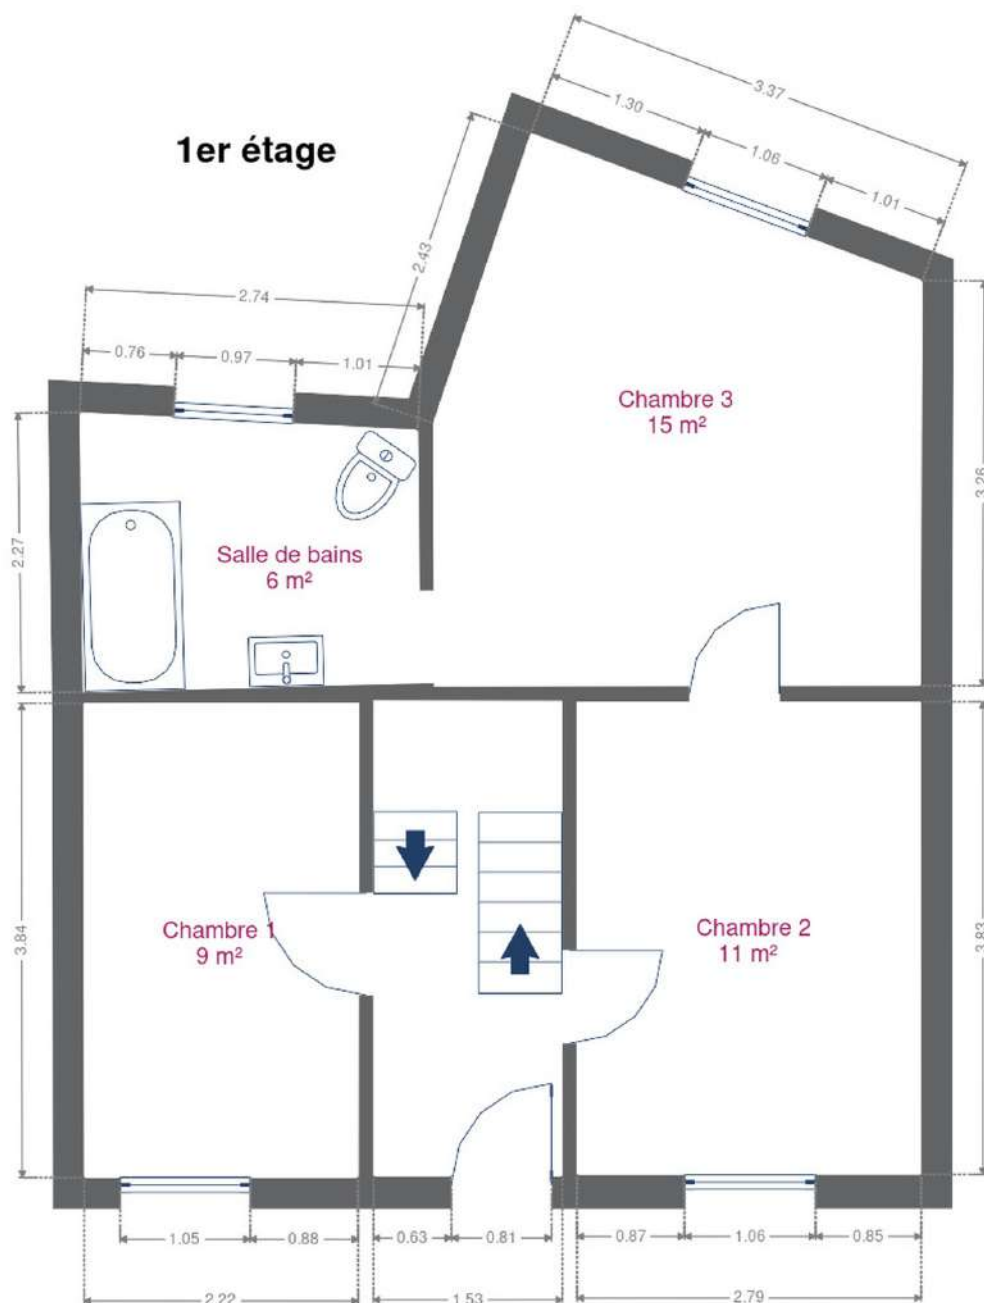 3.37
1.30
1er étage
1.06
1.01
2.43
2.74
0.76
0.97
1.01
Chambre 3
15 m²
3.26
2.27
Salle de bains
6 m²
3.84
Chambre 1
9 m²
Chambre 2
11 m²
3.83
1.05
0.88
0.63
0.81
0.87
1.06
0.85
2.22
1.53
2.79